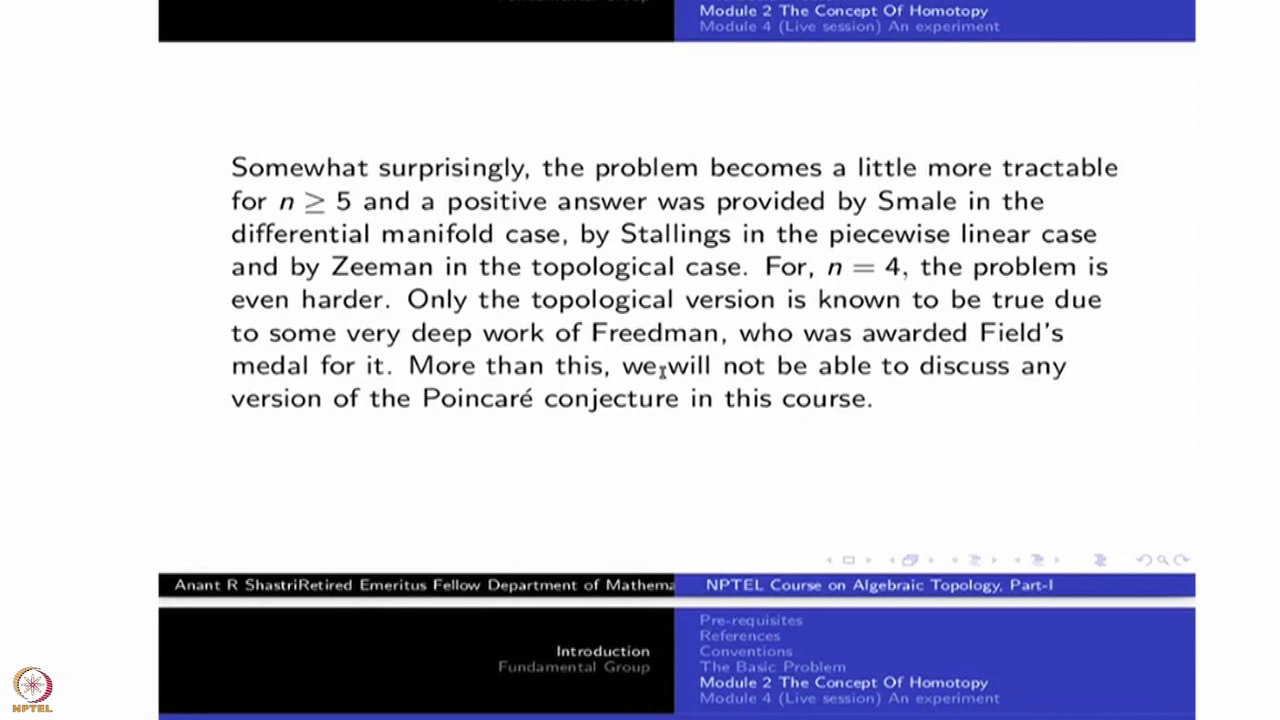 Module 2 The Concept Of Homotopy
Module 4 (Live session) An experiment
Somewhat surprisingly, the problem becomes a little more tractable
for n ≥ 5 and a positive answer was provided by Smale in the
differential manifold case, by Stallings in the piecewise linear case
and by Zeeman in the topological case. For, n = 4, the problem is
even harder. Only the topological version is known to be true due
to some very deep work of Freedman, who was awarded Field's
medal for it. More than this, we will not be able to discuss any
version of the Poincaré conjecture in this course.
Anant R ShastriRetired Emeritus Fellow Department of Mathema
NPTEL Course on Algebraic Topology, Part-I
Introduction
Fundamental Group
Pre-requisites
References
Conventions
The Basic Problem
Module 2 The Concept Of Homotopy
Module 4 (Live session) An experiment
NPTEL